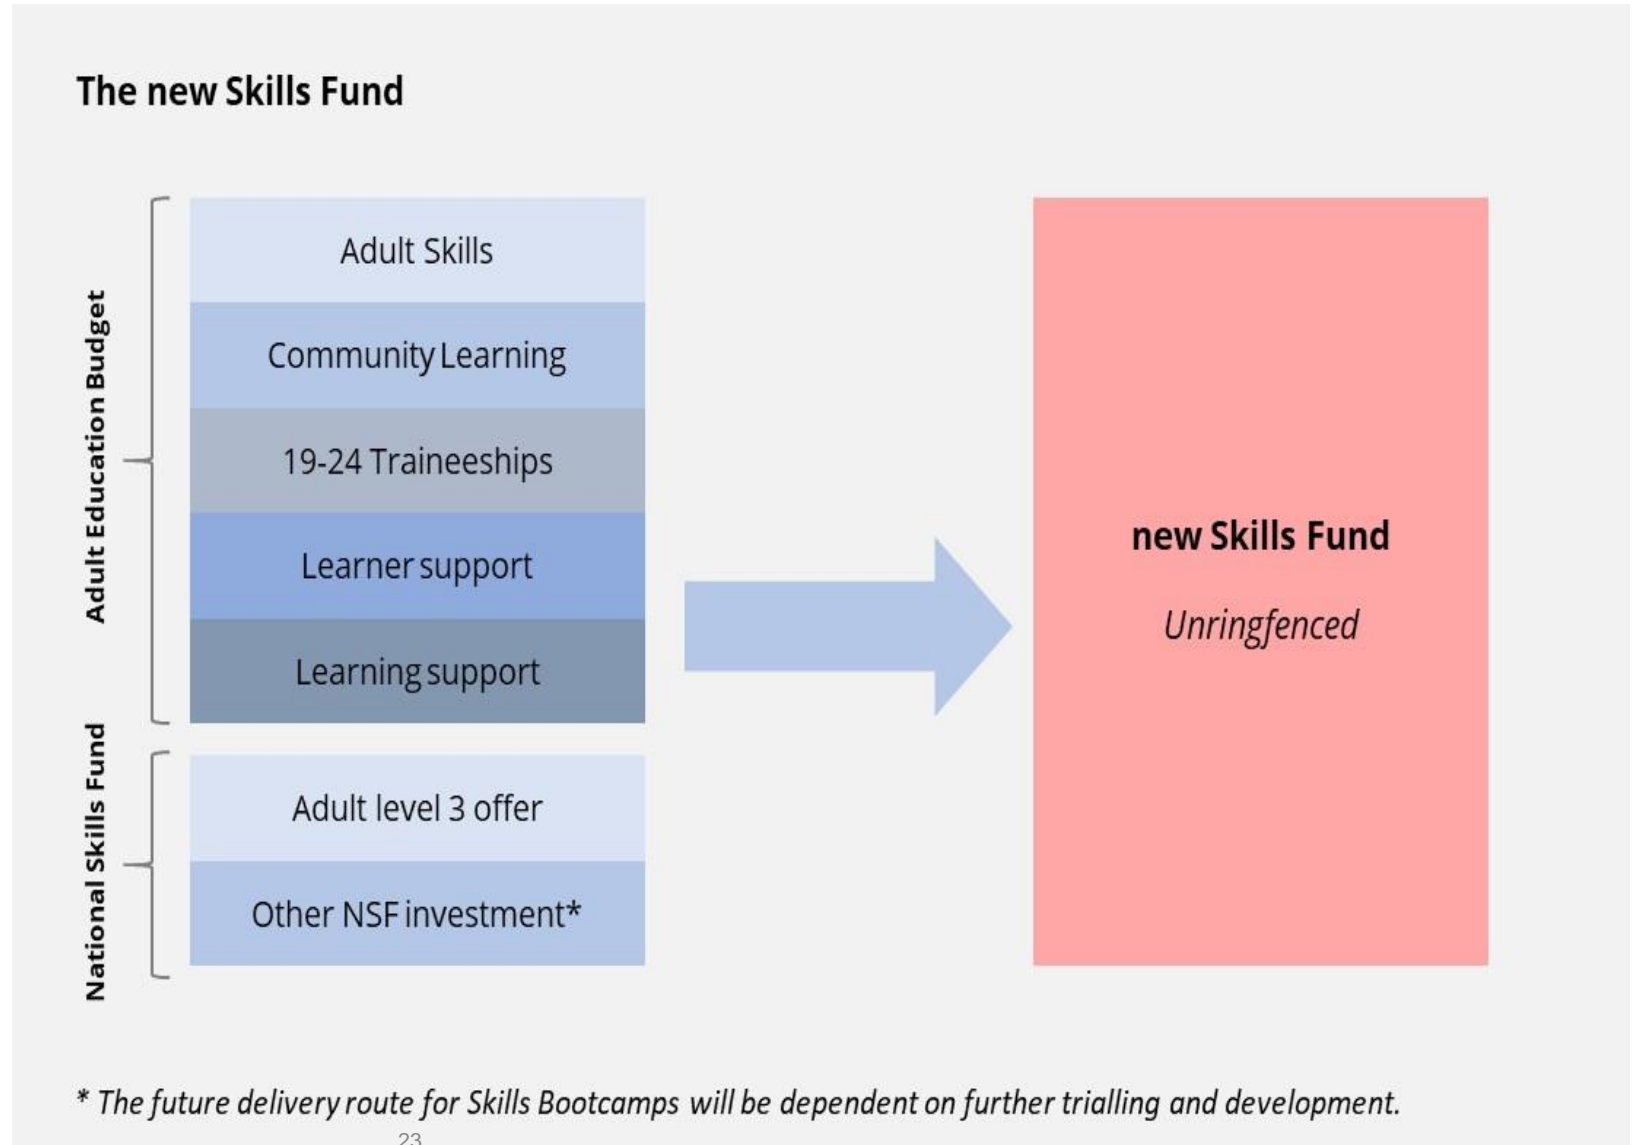 The new Skills Fund
Adult Education Budget
Adult Skills
Community Learning
19-24 Traineeships
Learner support
Learning support
National Skills Fund
Adult level 3 offer
Other NSF investment*
new Skills Fund
Unringfenced
* The future delivery route for Skills Bootcamps will be dependent on further trialling and development.
23